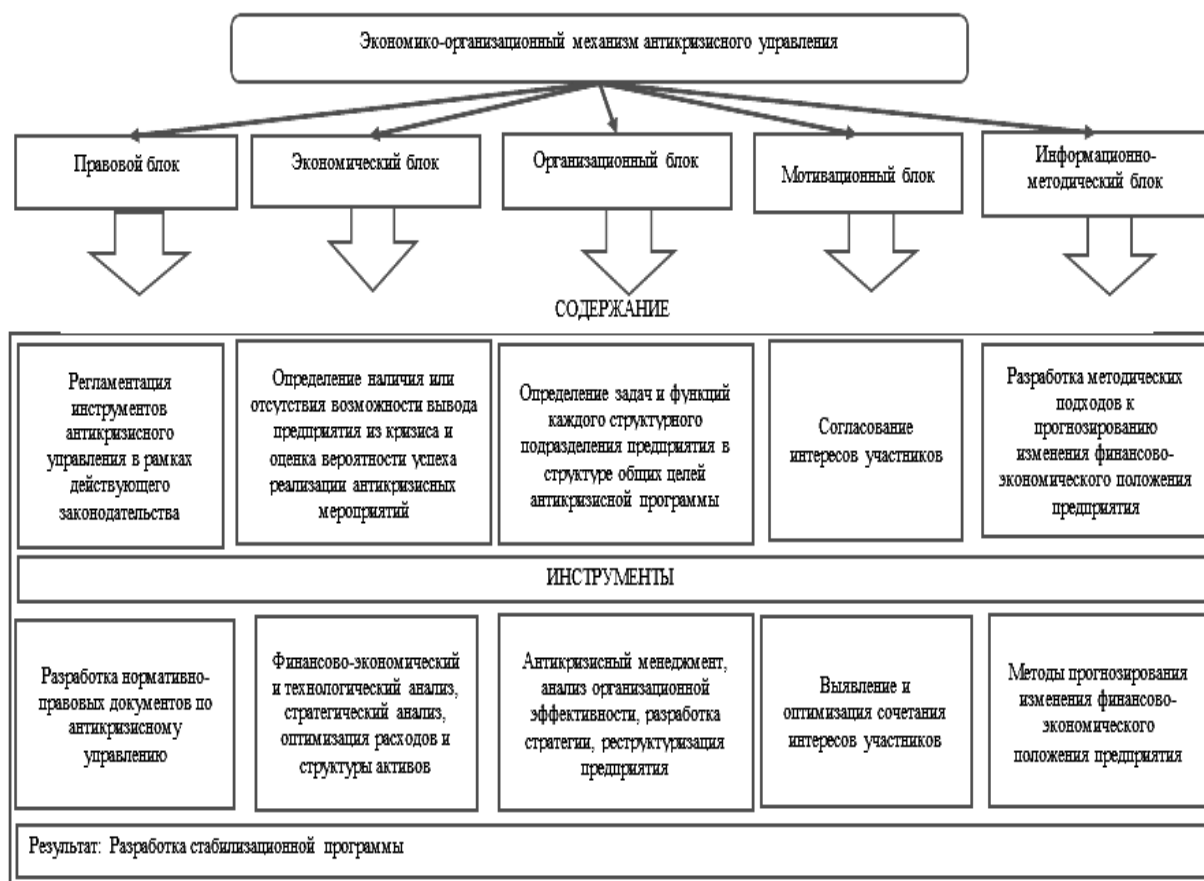 Экономико-организационный механизм антикризисного управления
Правовой блок
Экономический блок
Организационный блок
Мотивационный блок
Информационно-
методический блок
СОДЕРЖАНИЕ
Регламентация
инструментов
антикризисного
управления в рамках
действующего
законодательства
Определение наличия или
отсутствия возможности вывода
предприятия из кризиса и
оценка вероятности успеха
реализации антикризисных
мероприятий
Определение задач и функций
каждого структурного
подразделения предприятия в
структуре общих целей
антикризисной программы
Согласование
интересов участников
Разработка методических
подходов к
прогнозированию
изменения финансово-
экономического положения
предприятия
ИНСТРУМЕНТЫ
Разработка нормативно-
правовых документов по
антикризисному
управлению
Финансово-экономический
и технологический анализ,
стратегический анализ,
оптимизация расходов и
структуры активов
Антикризисный менеджмент,
анализ организационной
эффективности, разработка
стратегии, реструктуризация
предприятия
Выявление и
оптимизация сочетания
интересов участников
Методы прогнозирования
изменения финансово-
экономического
положения предприятия
Результат: Разработка стабилизационной программы